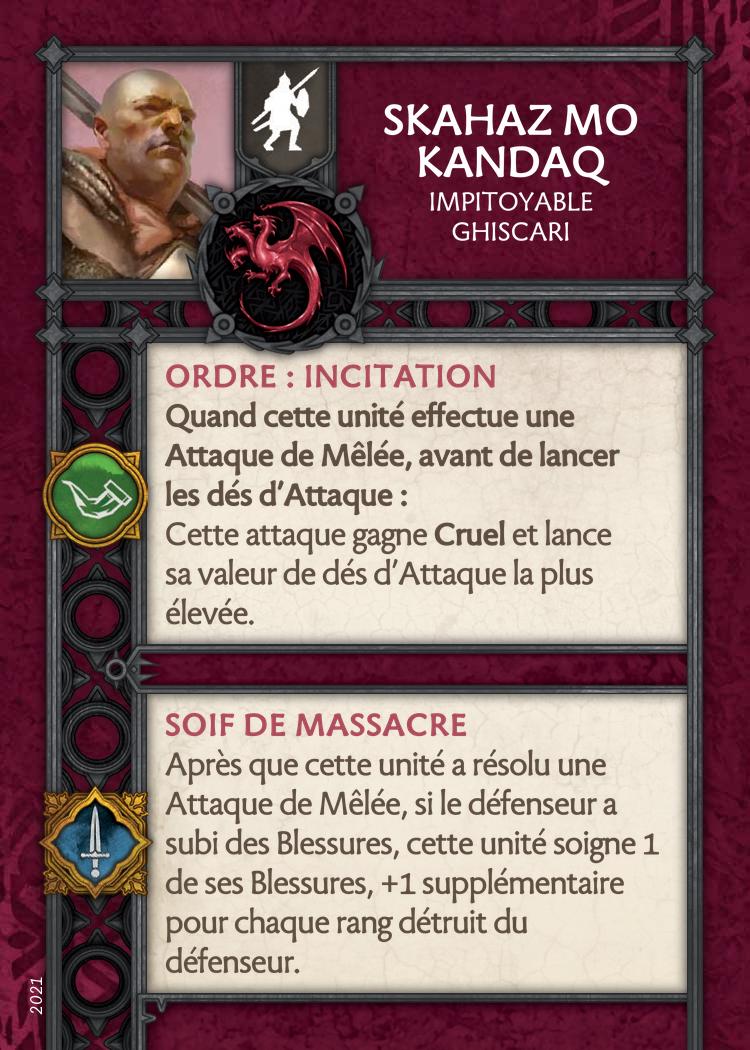 SKAHAZ MO
KANDAQ
IMPITOYABLE
GHISCARI
ORDRE : INCITATION
Quand cette unité effectue une
Attaque de Mêlée, avant de lancer
les dés d’Attaque :
Cette attaque gagne Cruel et lance
sa valeur de dés d’Attaque la plus
élevée.
SOIF DE MASSACRE
Après que cette unité a résolu une
Attaque de Mêlée, si le défenseur a
subi des Blessures, cette unité soigne 1
de ses Blessures, +1 supplémentaire
pour chaque rang détruit du
défenseur.
2021